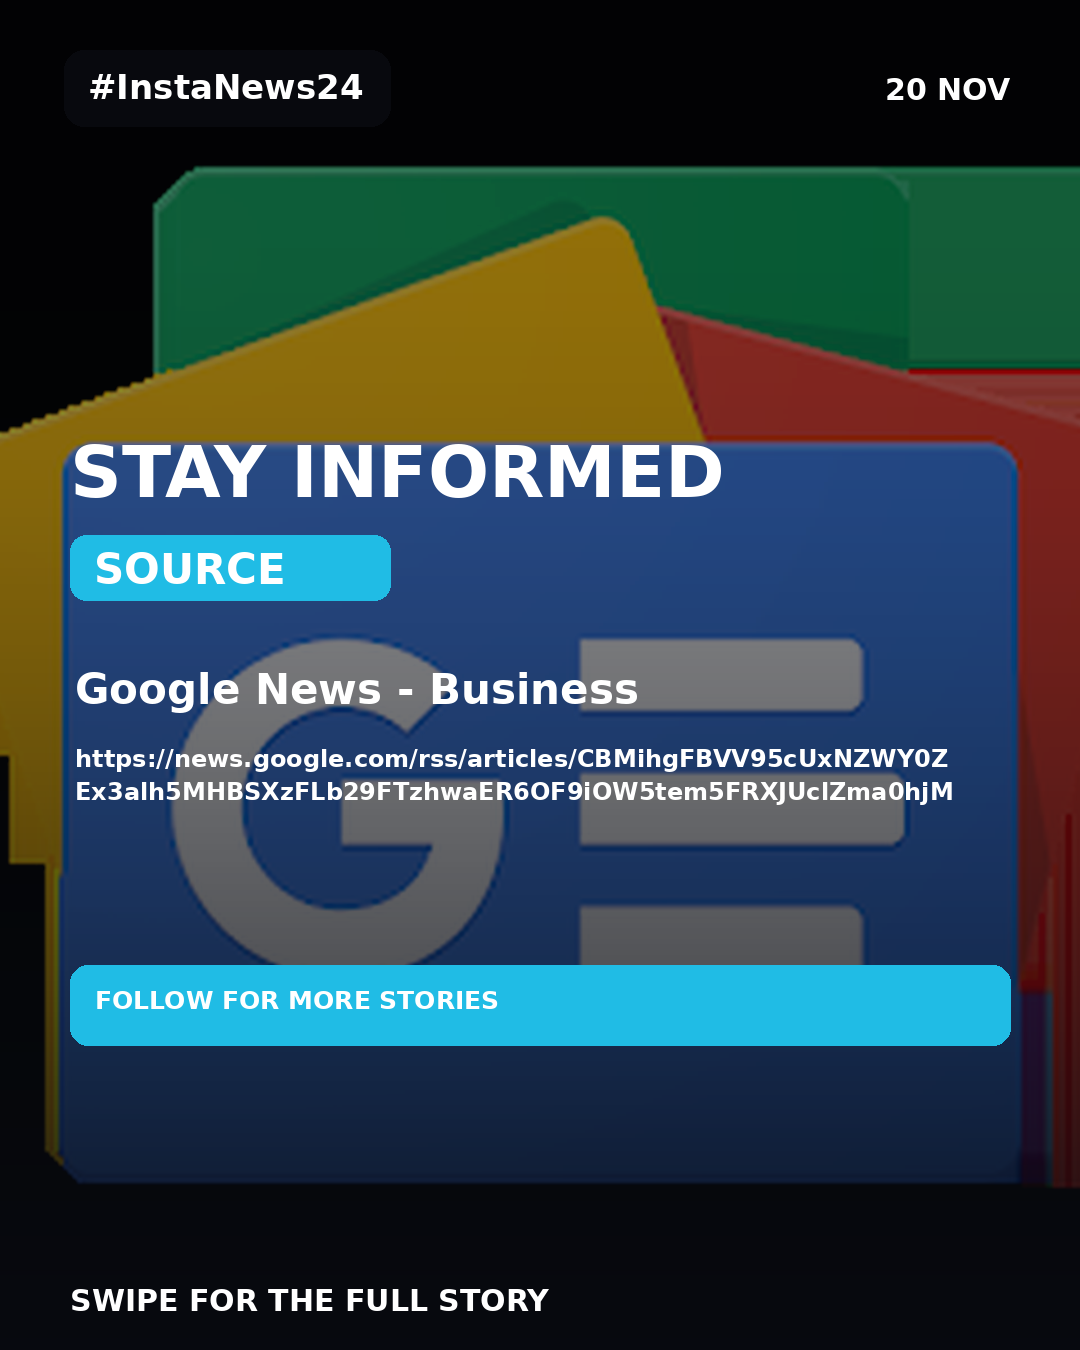 #InstaNews24
20 NOV
STAY INFORMED
SOURCE
Google News - Business
https://news.google.com/rss/articles/CBMihgFBVV95cUxNZWY0Z
Ex3alh5MHBSXzFLb29FTzhwaER6OF9iOW5tem5FRXJUclZma0hjM
FOLLOW FOR MORE STORIES
SWIPE FOR THE FULL STORY